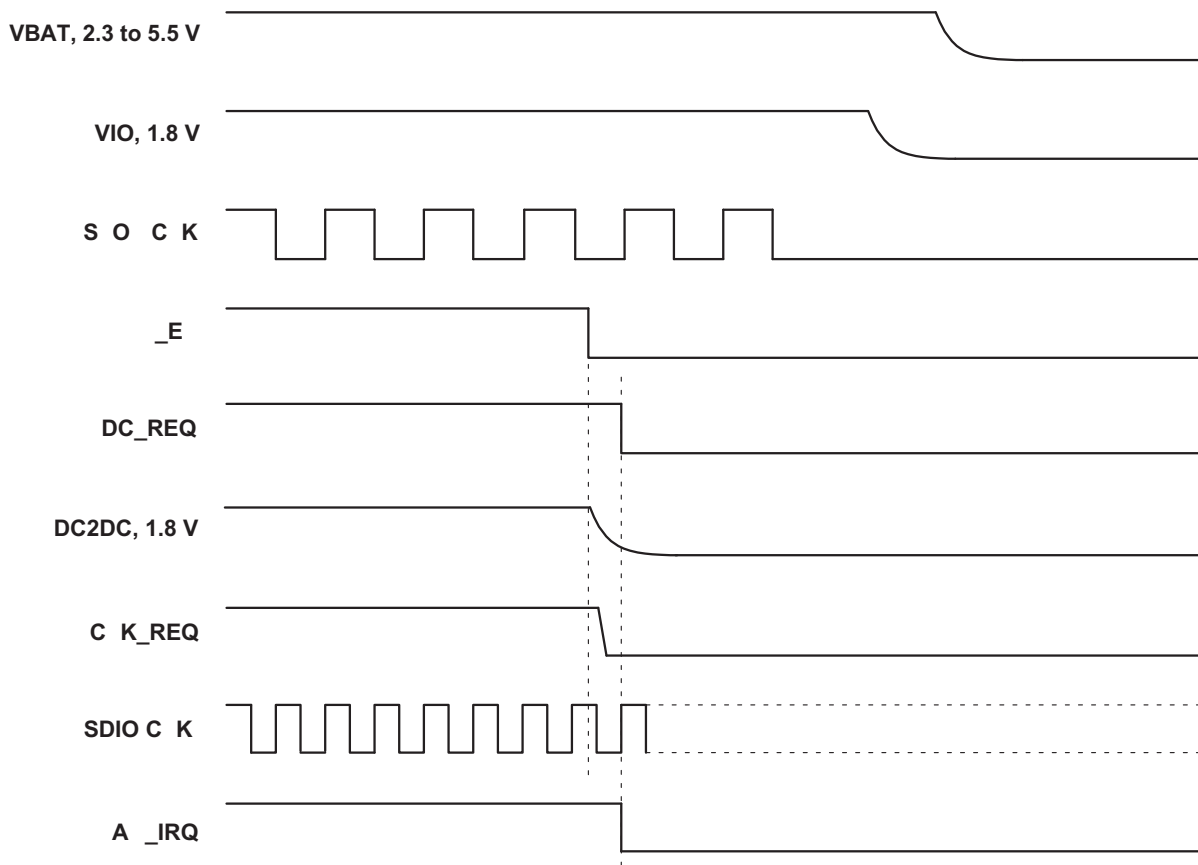 VBAT, 2.3 to 5.5 V
VIO, 1.8 V
S O C K
_E
DC_REQ
DC2DC, 1.8 V
C K_REQ
SDIO C K
A _IRQ